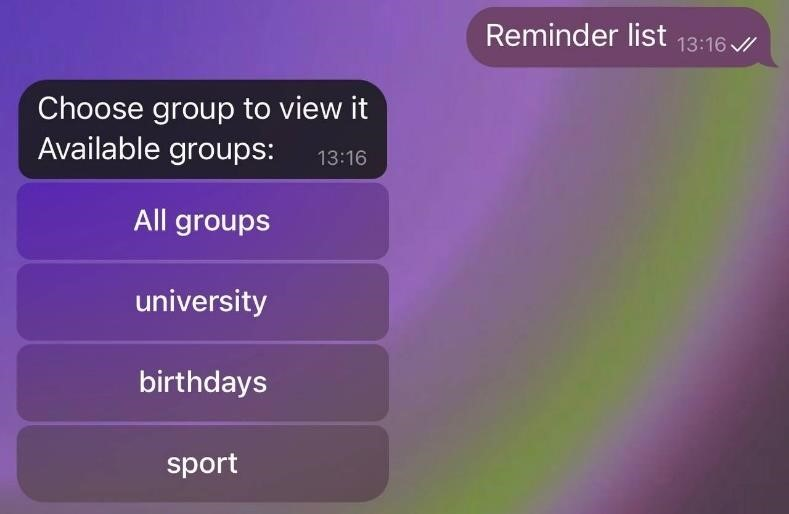 Reminder list 13:16
Choose group to view it
Available groups: 13:16
All groups
university
birthdays
sport